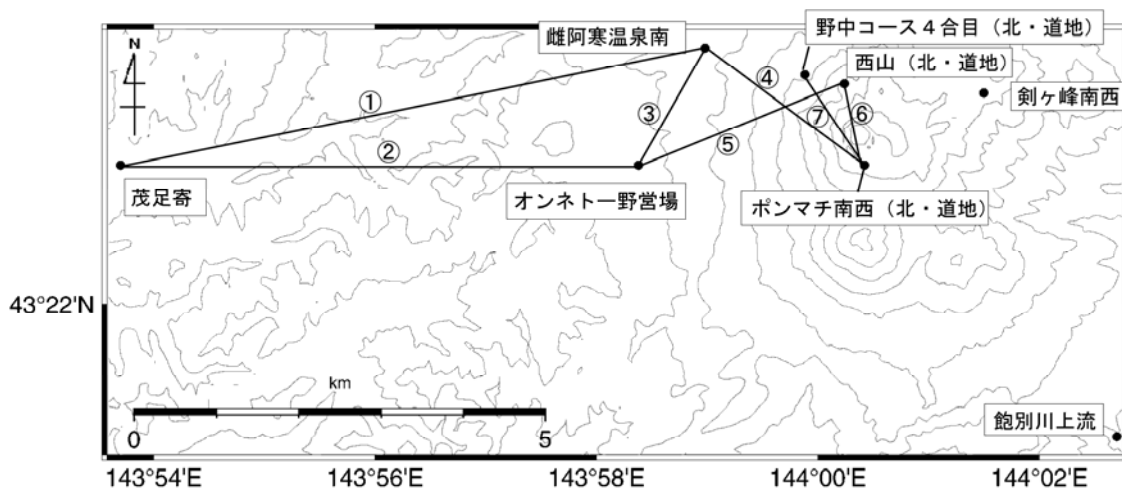 野中コース４合目（北・道地）
雌阿寒温泉南
西山（北・道地）
N
④
剣ヶ峰南西
①
③
⑦
⑥
⑤
②
茂足寄
オンネトー野営場
ポンマチ南西（北・道地）
43°22'N
km
0
5
飽別川上流
143°54'E
143°56'E
143°58'E
144°00'E
144°02'E